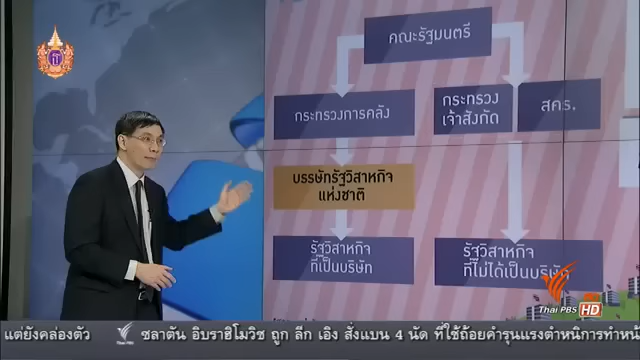 คณะรัฐมนตรี
กระทรวงการคลัง
กระทรวง
เจ้าสังกัด
สคร.
บรรษัทรัฐวิสาหกิจ
แห่งชาติ
รัฐวิสาหกิจ
ที่เป็นบริษัท
รัฐวิสาหกิจ
ที่ไม่ได้เป็นบริษัท
Thai PBS HD
แต่ยังคล่องตัว
ซลาตัน อิบราฮิโมวิช ถูก ลีก เอิง สั่งแบน 4 นัด ที่ใช้ถ้อยคำรุนแรงตำหนิการทำหน้